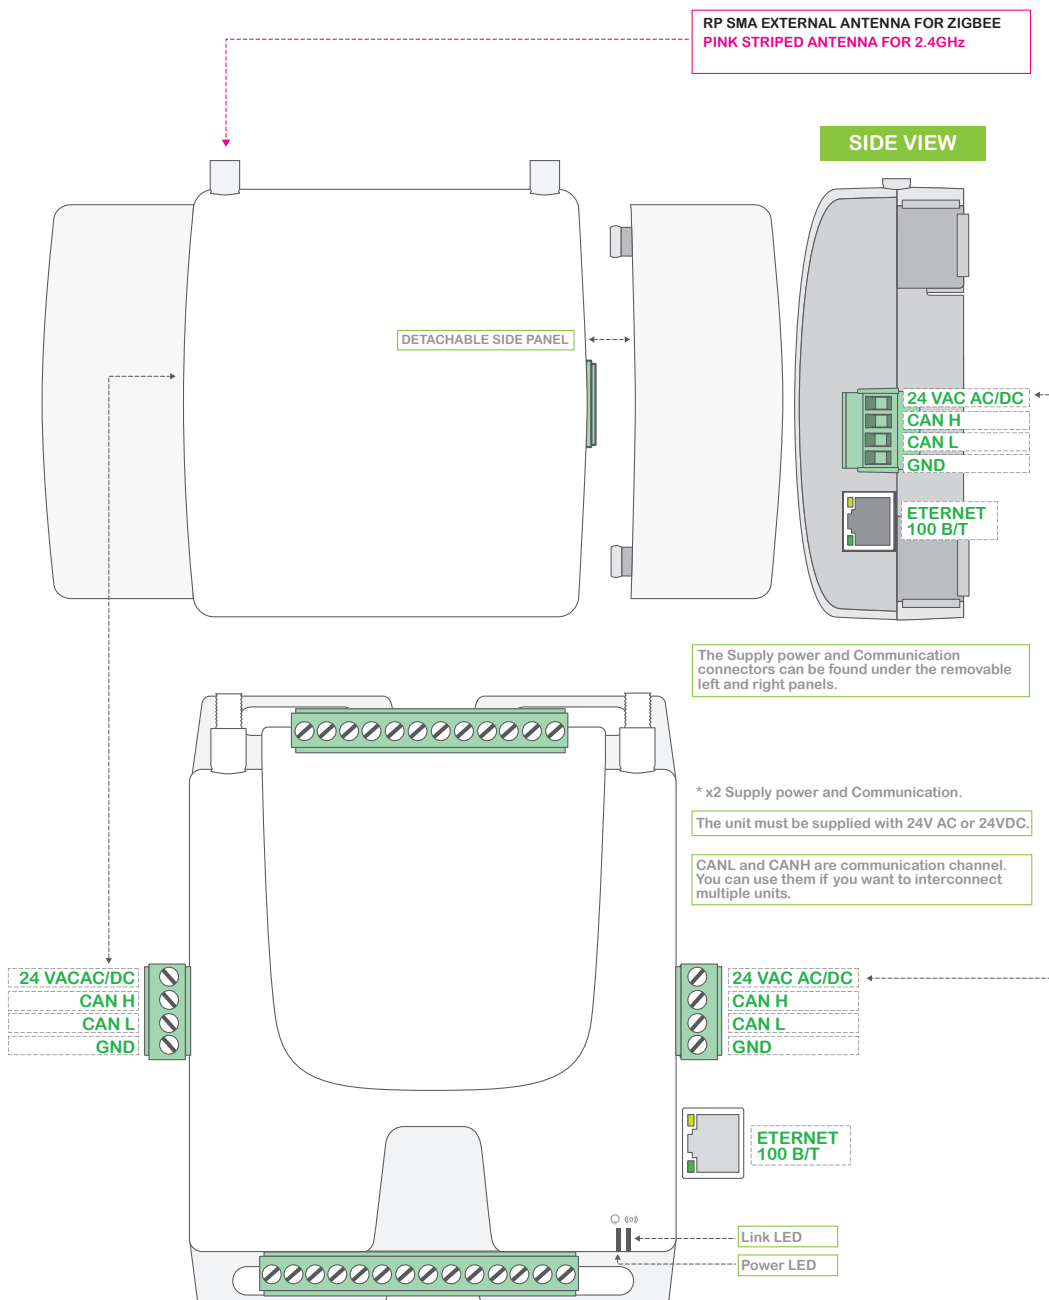 RP SMA EXTERNAL ANTENNA FOR ZIGBEE
PINK STRIPED ANTENNA FOR 2.4GHz
SIDE VIEW
DETACHABLE SIDE PANEL
24 VAC AC/DC
CAN H
CAN L
GND
ETERNET
100 B/T
The Supply power and Communication
connectors can be found under the removable
left and right panels.
* x2 Supply power and Communication.
The unit must be supplied with 24V AC or 24VDC.
CANL and CANH are communication channel.
You can use them if you want to interconnect
multiple units.
24 VACAC/DC
CAN H
CAN L
GND
24 VAC AC/DC
CAN H
CAN L
GND
ETERNET
100 B/T
Link LED
Power LED